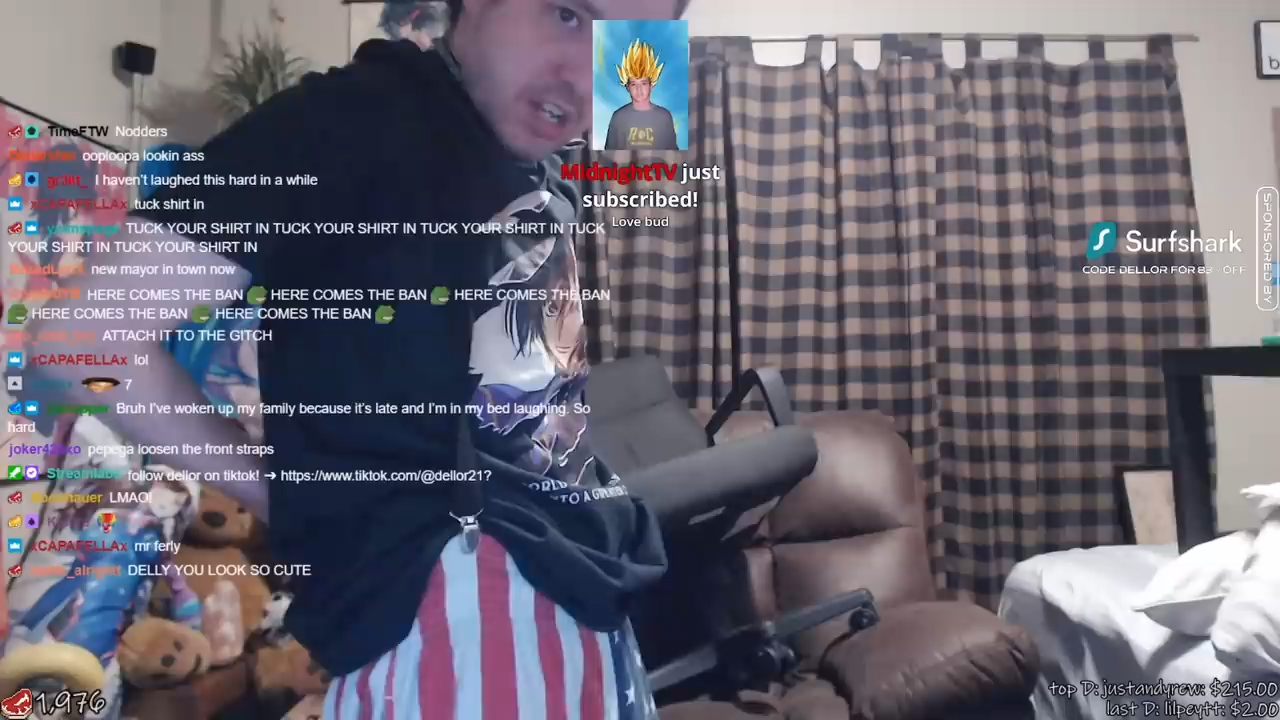 TimeFTW Nodders
ooploopa lookin ass
I haven't laughed this hard in a while
xCAPAFELLAx tuck shirt in
TUCK YOUR SHIRT IN TUCK YOUR SHIRT IN TUCK YOUR SHIRT IN TUCK
YOUR SHIRT IN TUCK YOUR SHIRT IN
new mayor in town now
HERE COMES THE BAN HERE COMES THE BAN HERE COMES THE BAN
HERE COMES THE BAN HERE COMES THE BAN
ATTACH IT TO THE GITCH
xCAPAFELLAx lol
7
Bruh I've woken up my family because it's late and I'm in my bed laughing. So
hard
pepega loosen the front straps
Streamlabs follow dellor on tiktok! → https://www.tiktok.com/@dellor21?
LMAO!
xCAPAFELLAx mr ferly
DELLY YOU LOOK SO CUTE
1,976
MidnightTV just
subscribed!
Love bud
Surfshark
CODE DELLOR FOR OFF
SPONSORED BY
TO A
b
top D: justandyrew: $215.00
last D: lilpeytt: $2.00